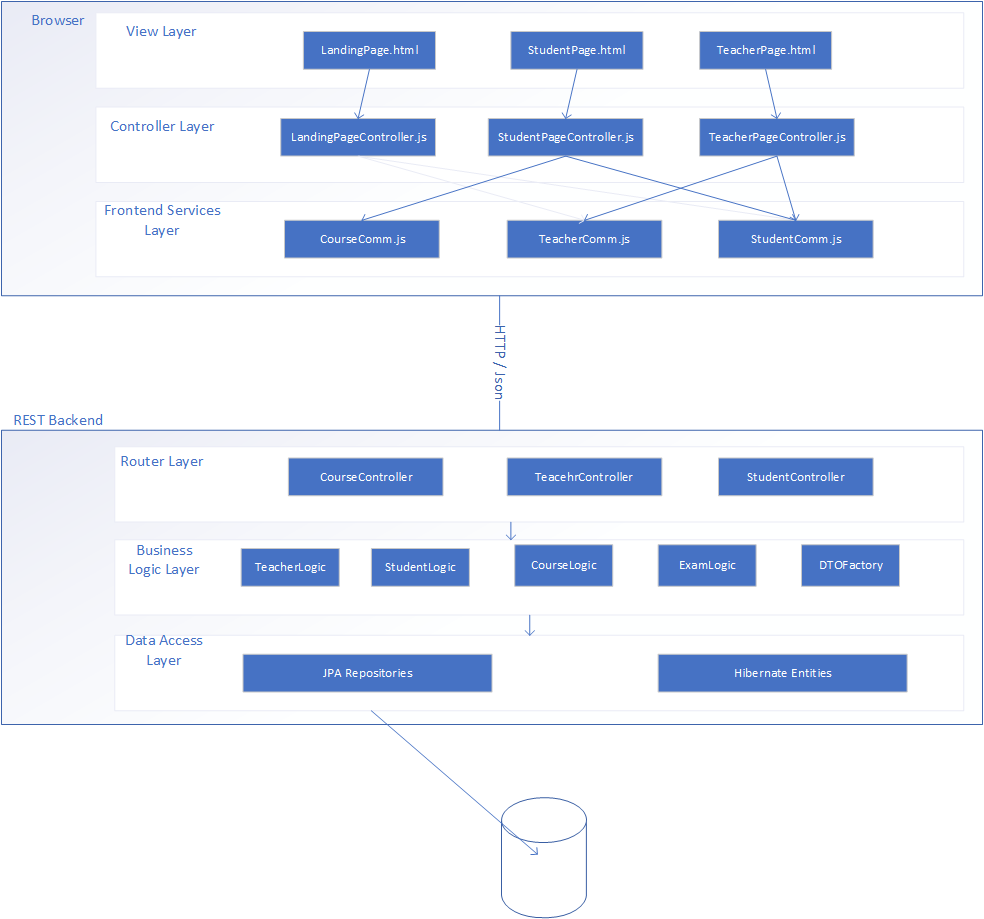 Browser
View Layer
LandingPage.html
StudentPage.html
TeacherPage.html
Controller Layer
LandingPageController.js
StudentPageController.js
TeacherPageController.js
Frontend Services
Layer
CourseComm.js
TeacherComm.js
StudentComm.js
HTTP / Json
REST Backend
Router Layer
CourseController
TeacehrController
StudentController
Business
Logic Layer
TeacherLogic
StudentLogic
CourseLogic
ExamLogic
DTOFactory
Data Access
Layer
JPA Repositories
Hibernate Entities